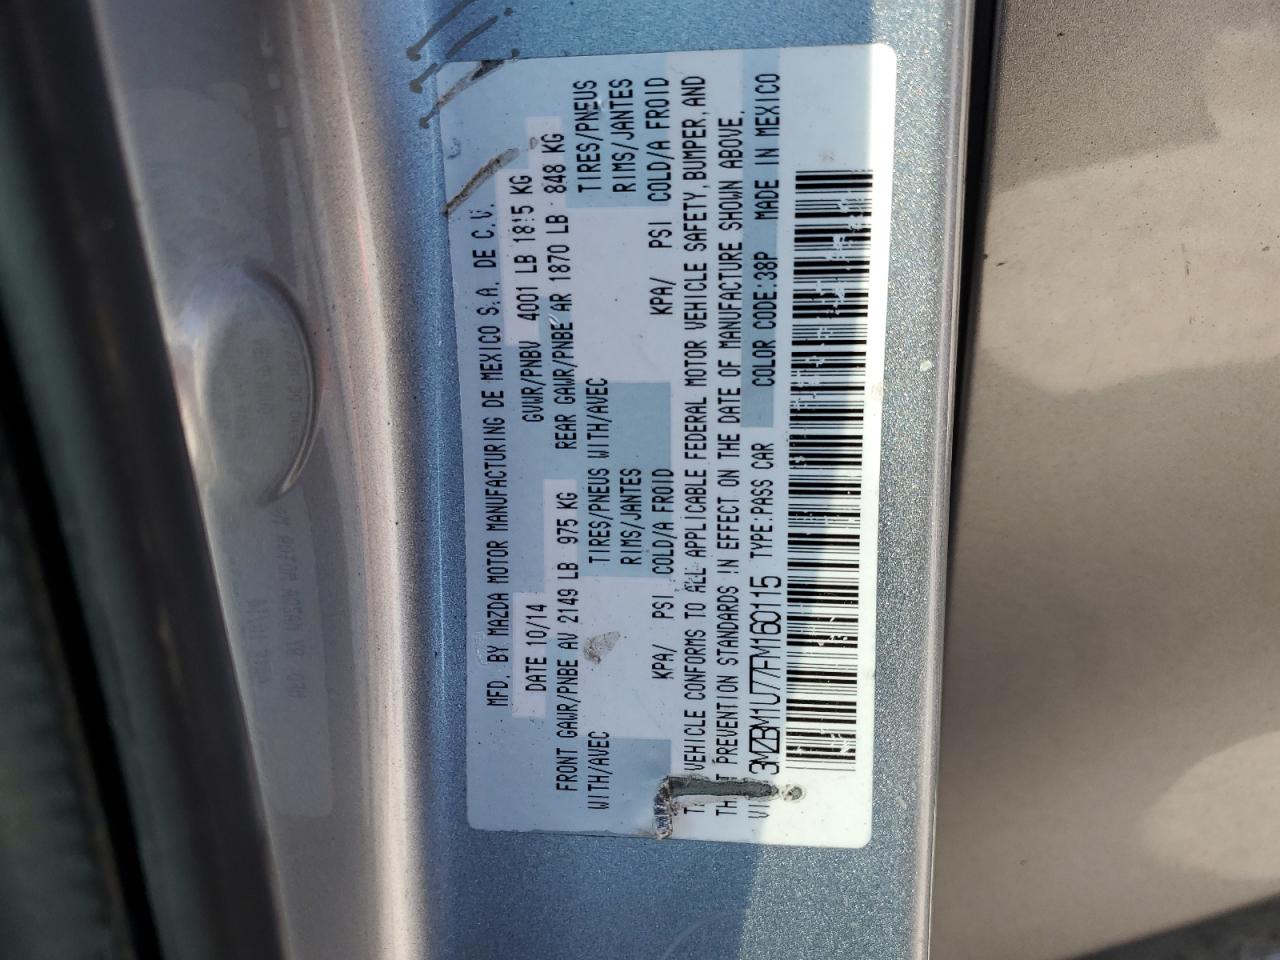 MFD. BY MAZDA MOTOR MANUFACTURING DE MEXICO S.A. DE C.V.
DATE 10/14 GVWR/PNBV 4001 LB 1815 KG
FRONT GAWR/PNBE AV 2149 LB 975 KG REAR GAWR/PNBE AR 1870 LB 848 KG
WITH/AVEC TIRES/PNEUS WITH/AVEC TIRES/PNEUS
RIMS/JANTES RIMS/JANTES
KPA/ PSI COLD/A FROID KPA/ PSI COLD/A FROID
VEHICLE CONFORMS TO ALL APPLICABLE FEDERAL MOTOR VEHICLE SAFETY, BUMPER, AND
PREVENTION STANDARDS IN EFFECT ON THE DATE OF MANUFACTURE SHOWN ABOVE.
3MZBM1U77FM160115 TYPE:PASS CAR COLOR CODE:38P MADE IN MEXICO